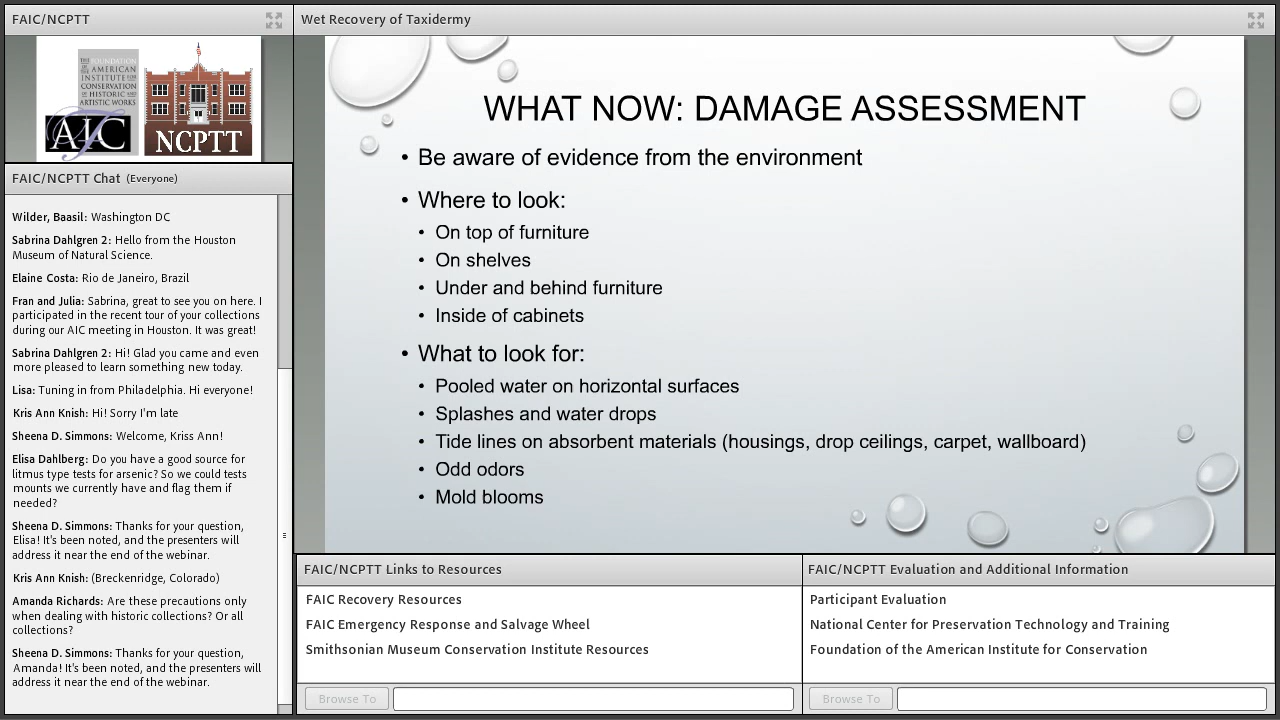 FAIC/NCPTT
THE FOUNDATION
OF THE AMERICAN
INSTITUTE FOR
CONSERVATION
OF HISTORIC AND
ARTISTIC WORKS
AIC
NCPTT
FAIC/NCPTT Chat (Everyone)
Wilder, Baasil: Washington DC
Sabrina Dahlgren 2: Hello from the Houston
Museum of Natural Science.
Elaine Costa: Rio de Janeiro, Brazil
Fran and Julia: Sabrina, great to see you on here. I
participated in the recent tour of your collections
during our AIC meeting in Houston. It was great!
Sabrina Dahlgren 2: Hi! Glad you came and even
more pleased to learn something new today.
Lisa: Tuning in from Philadelphia. Hi everyone!
Kris Ann Knish: Hi! Sorry I'm late
Sheena D. Simmons: Welcome, Kriss Ann!
Elisa Dahlberg: Do you have a good source for
litmus type tests for arsenic? So we could tests
mounts we currently have and flag them if
needed?
Sheena D. Simmons: Thanks for your question,
Elisa! It's been noted, and the presenters will
address it near the end of the webinar.
Kris Ann Knish: (Breckenridge, Colorado)
Amanda Richards: Are these precautions only
when dealing with historic collections? Or all
collections?
Sheena D. Simmons: Thanks for your question,
Amanda! It's been noted, and the presenters will
address it near the end of the webinar.
Wet Recovery of Taxidermy
WHAT NOW: DAMAGE ASSESSMENT
• Be aware of evidence from the environment
• Where to look:
• On top of furniture
• On shelves
• Under and behind furniture
• Inside of cabinets
• What to look for:
• Pooled water on horizontal surfaces
• Splashes and water drops
• Tide lines on absorbent materials (housings, drop ceilings, carpet, wallboard)
• Odd odors
• Mold blooms
FAIC/NCPTT Links to Resources
FAIC Recovery Resources
FAIC Emergency Response and Salvage Wheel
Smithsonian Museum Conservation Institute Resources
Browse To
FAIC/NCPTT Evaluation and Additional Information
Participant Evaluation
National Center for Preservation Technology and Training
Foundation of the American Institute for Conservation
Browse To